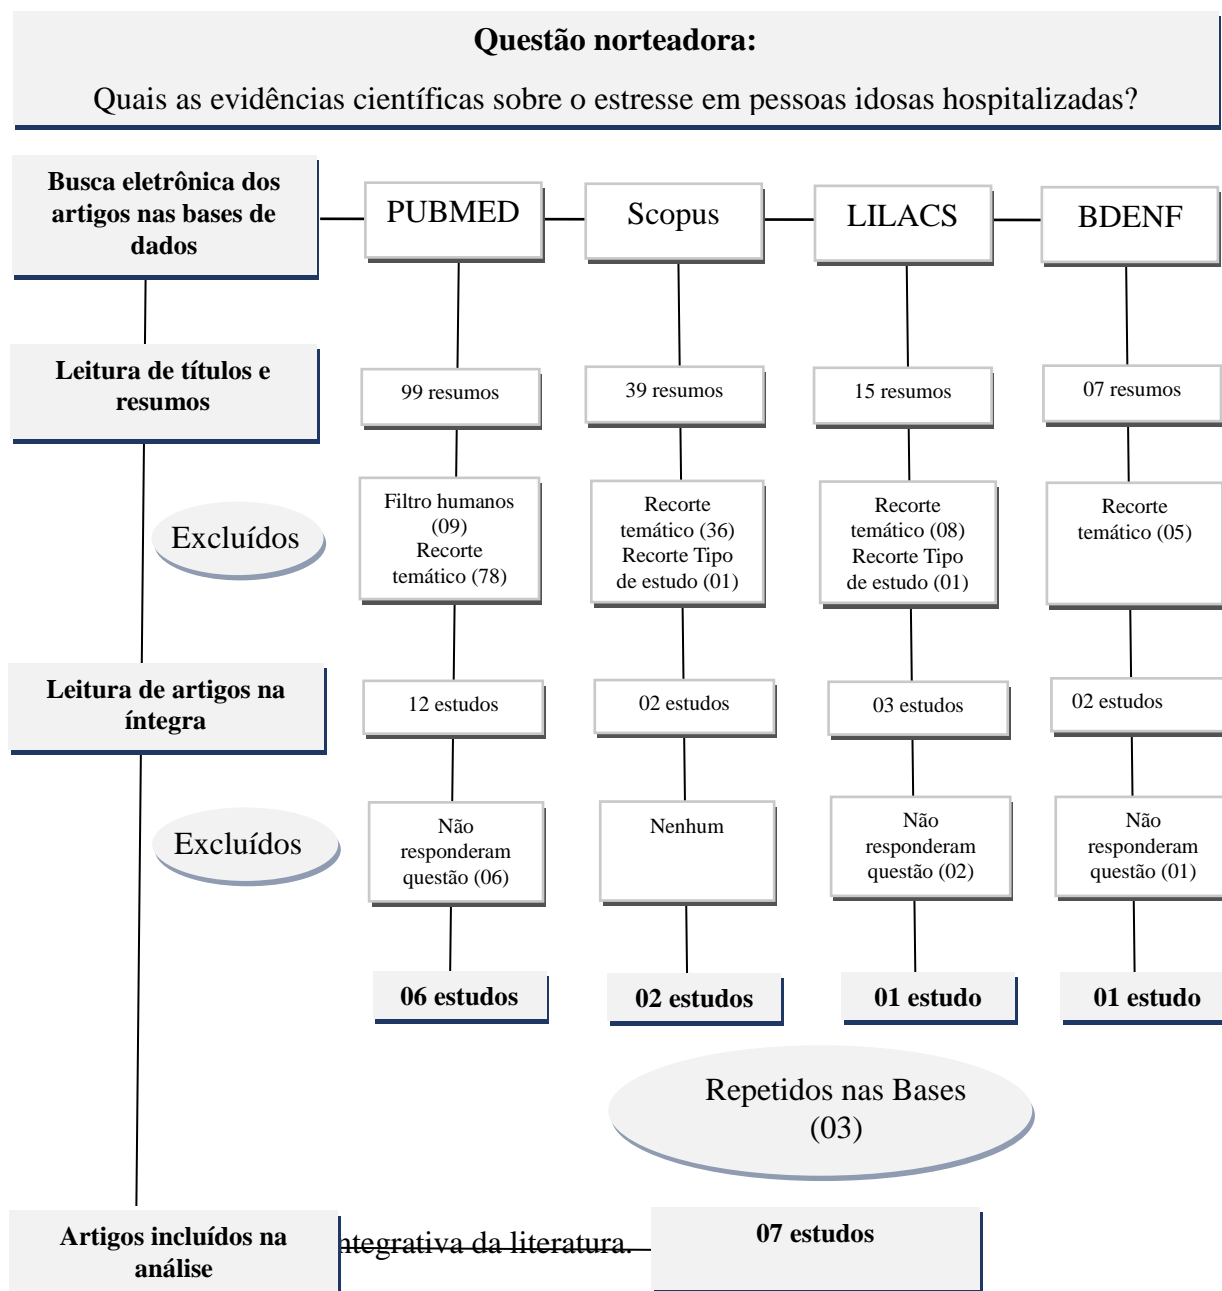 Questão norteadora:
Quais as evidências científicas sobre o estresse em pessoas idosas hospitalizadas?
Busca eletrônica dos
artigos nas bases de
dados
PUBMED
Scopus
LILACS
BDENF
Leitura de títulos e
resumos
99 resumos
39 resumos
15 resumos
07 resumos
Excluídos
Filtro humanos
(09)
Recorte
temático (78)
Recorte
temático (36)
Recorte Tipo
de estudo (01)
Recorte
temático (08)
Recorte Tipo
de estudo (01)
Recorte
temático (05)
Leitura de artigos na
íntegra
12 estudos
02 estudos
03 estudos
02 estudos
Excluídos
Não
responderam
questão (06)
Nenhum
Não
responderam
questão (02)
Não
responderam
questão (01)
06 estudos
02 estudos
01 estudo
01 estudo
Repetidos nas Bases
(03)
Artigos incluídos na
análise
ntegrativa da literatura.
07 estudos